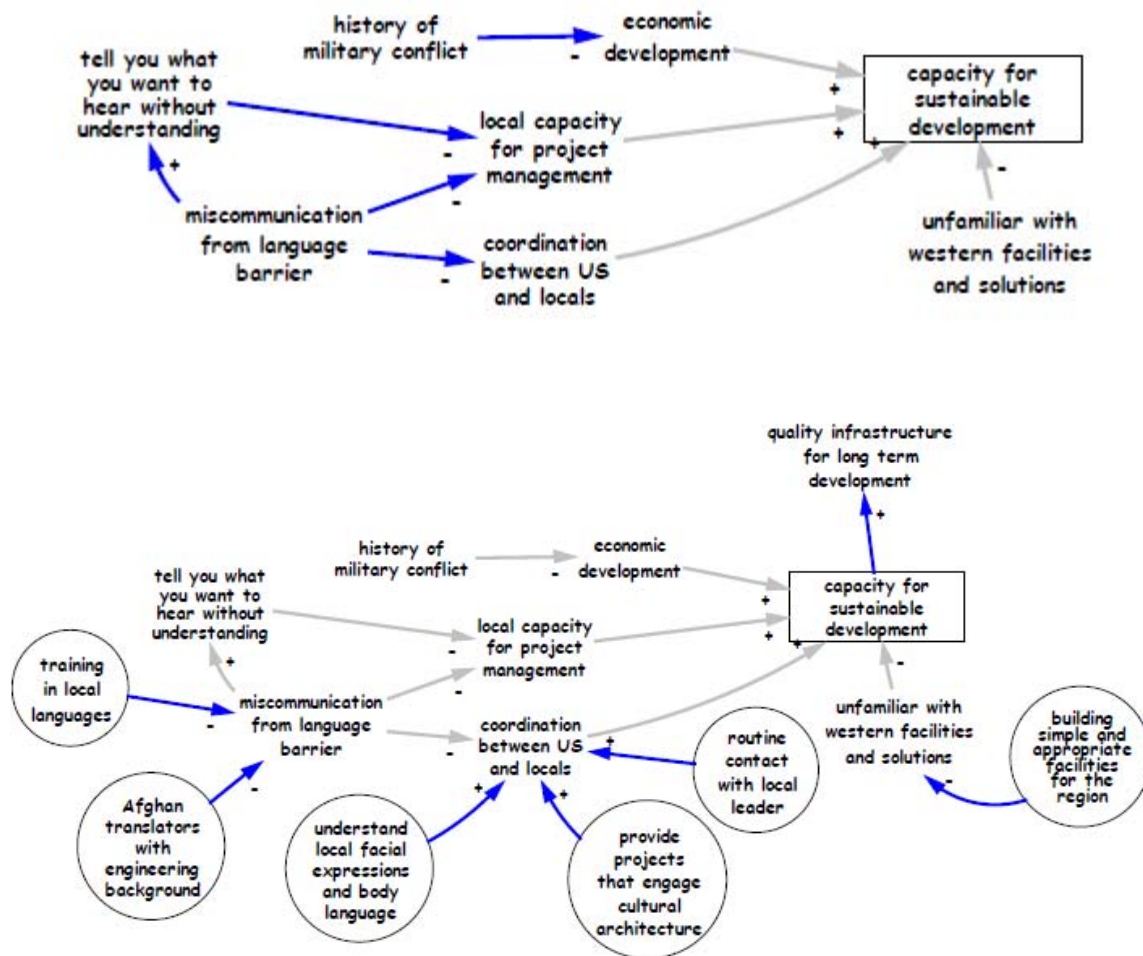 history of
military conflict
-
economic
development
+
tell you what
you want to
hear without
understanding
+
-
local capacity
for project
management
-
+
capacity for
sustainable
development
+
-
miscommunication
from language
barrier
-
coordination
between US
and locals
unfamiliar with
western facilities
and solutions
quality infrastructure
for long term
development
+
history of
military conflict
-
economic
development
+
tell you what
you want to
hear without
understanding
+
-
local capacity
for project
management
-
+
capacity for
sustainable
development
+
-
training
in local
languages
-
miscommunication
from language
barrier
-
-
coordination
between US
and locals
+
+
+
routine
contact
with local
leader
unfamiliar with
western facilities
and solutions
-
building
simple and
appropriate
facilities
for the
region
Afghan
translators
with
engineering
background
understand
local facial
expressions
and body
language
provide
projects
that engage
cultural
architecture